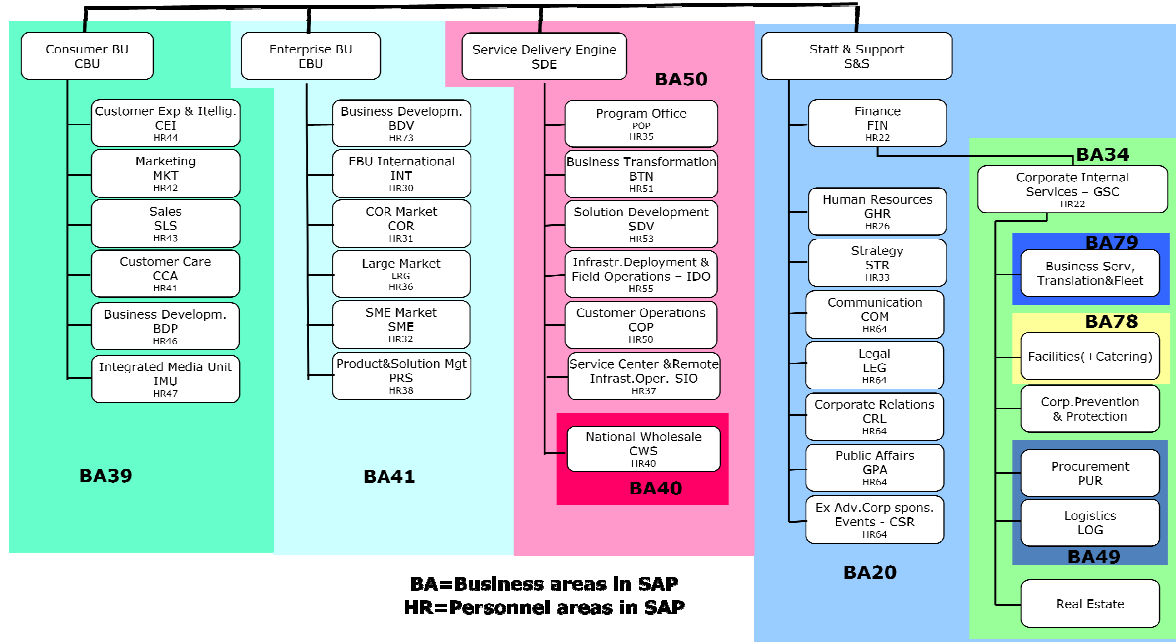 Consumer BU
CBU
Customer Exp & Itellig.
CEI
HR44
Marketing
MKT
HR42
Sales
SLS
HR43
Customer Care
CCA
HR41
Business Developm.
BDP
HR46
Integrated Media Unit
IMU
HR47
BA39
Enterprise BU
EBU
Business Developm.
BDV
HR73
EBU International
INT
HR30
COR Market
COR
HR31
Large Market
LRG
HR36
SME Market
SME
HR32
Product&Solution Mgt
PRS
HR38
BA41
Service Delivery Engine
SDE
BA50
Program Office
POP
HR35
Business Transformation
BTN
HR51
Solution Development
SDV
HR53
Infrastr.Deployment &
Field Operations – IDO
HR55
Customer Operations
COP
HR50
Service Center &Remote
Infrast.Oper. SIO
HR37
National Wholesale
CWS
HR40
BA40
Staff & Support
S&S
Finance
FIN
HR22
Human Resources
GHR
HR26
Strategy
STR
HR33
Communication
COM
HR64
Legal
LEG
HR64
Corporate Relations
CRL
HR64
Public Affairs
GPA
HR64
Ex Adv.Corp spons.
Events - CSR
HR64
BA20
BA34
Corporate Internal
Services – GSC
HR22
BA79
Business Serv,
Translation&Fleet
BA78
Facilities(+Catering)
Corp.Prevention
& Protection
Procurement
PUR
Logistics
LOG
BA49
Real Estate
BA=Business areas in SAP
HR=Personnel areas in SAP